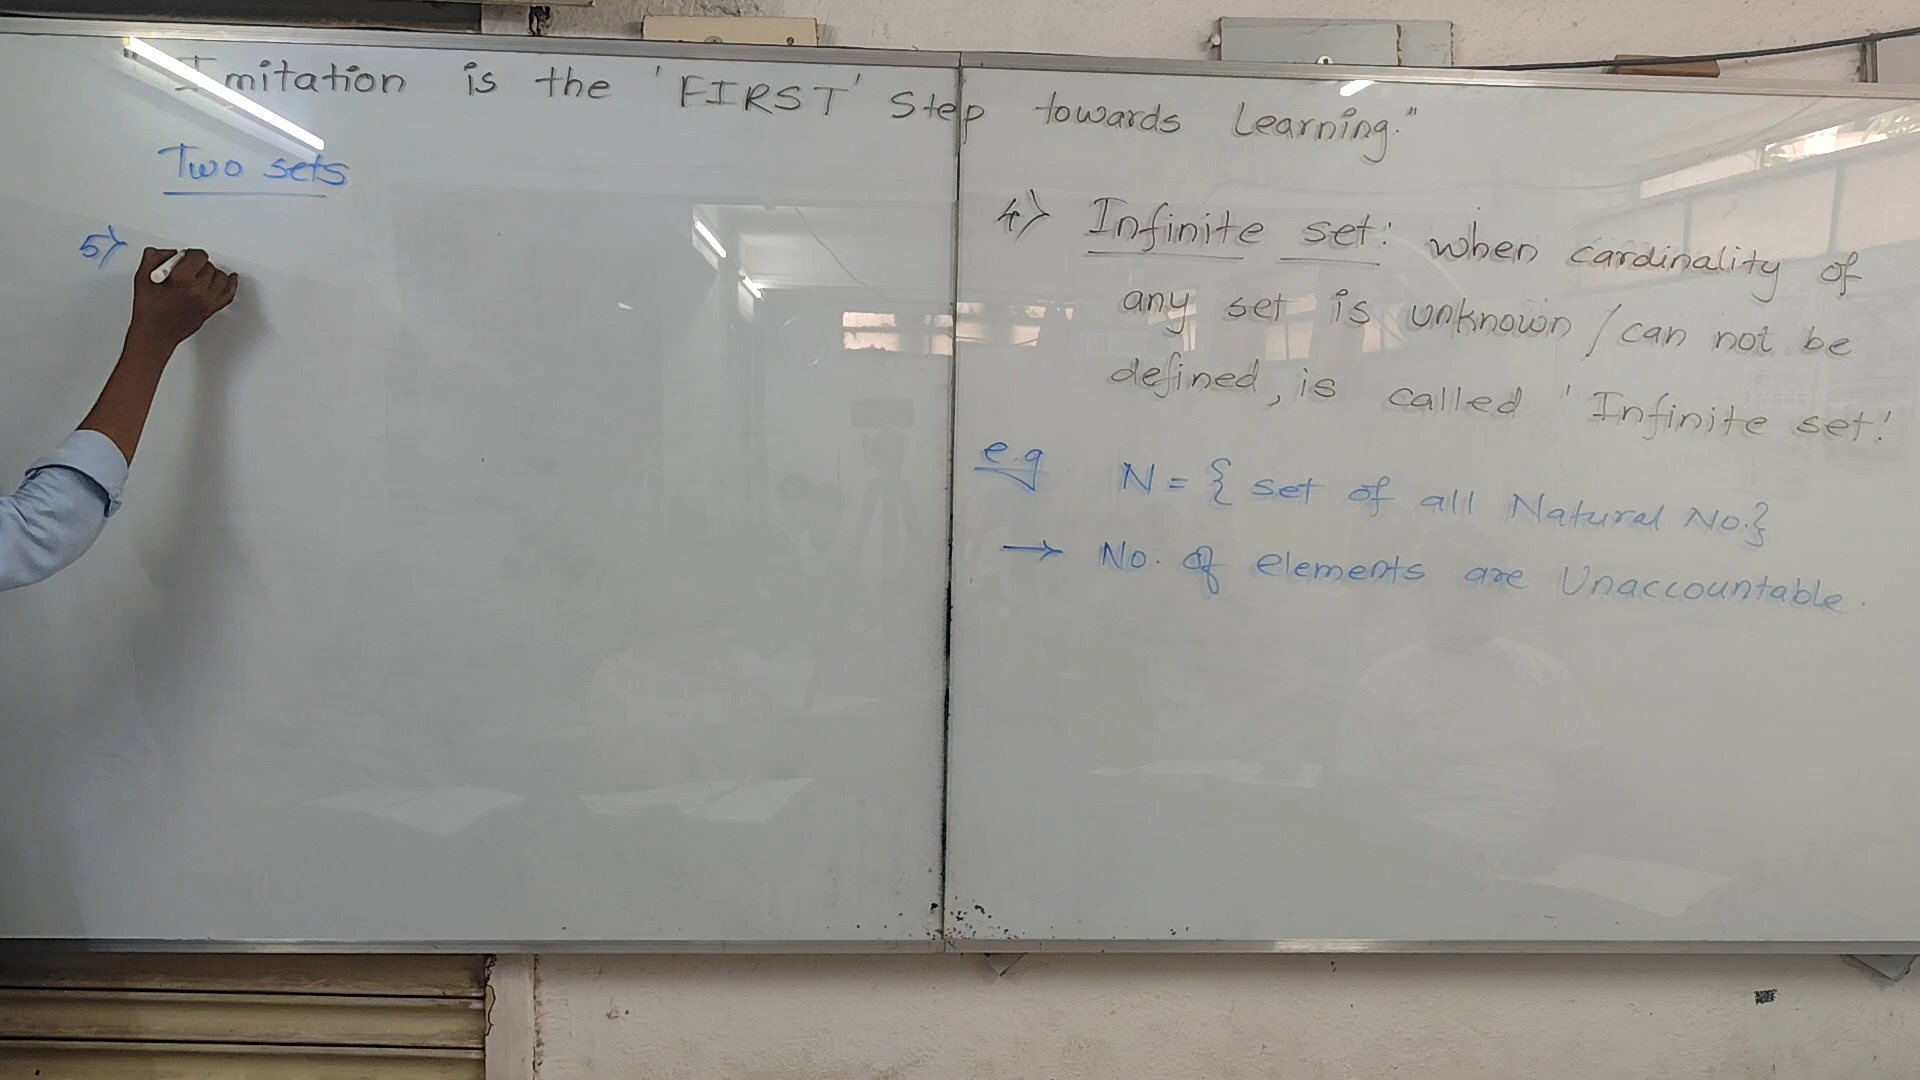 "Imitation is the 'FIRST' Step towards Learning."
Two sets
5)
4) Infinite set: when cardinality of
any set is unknown / can not be
defined, is called 'Infinite set'.
e.g N = { set of all Natural No.}
→ No. of elements are Unaccountable.